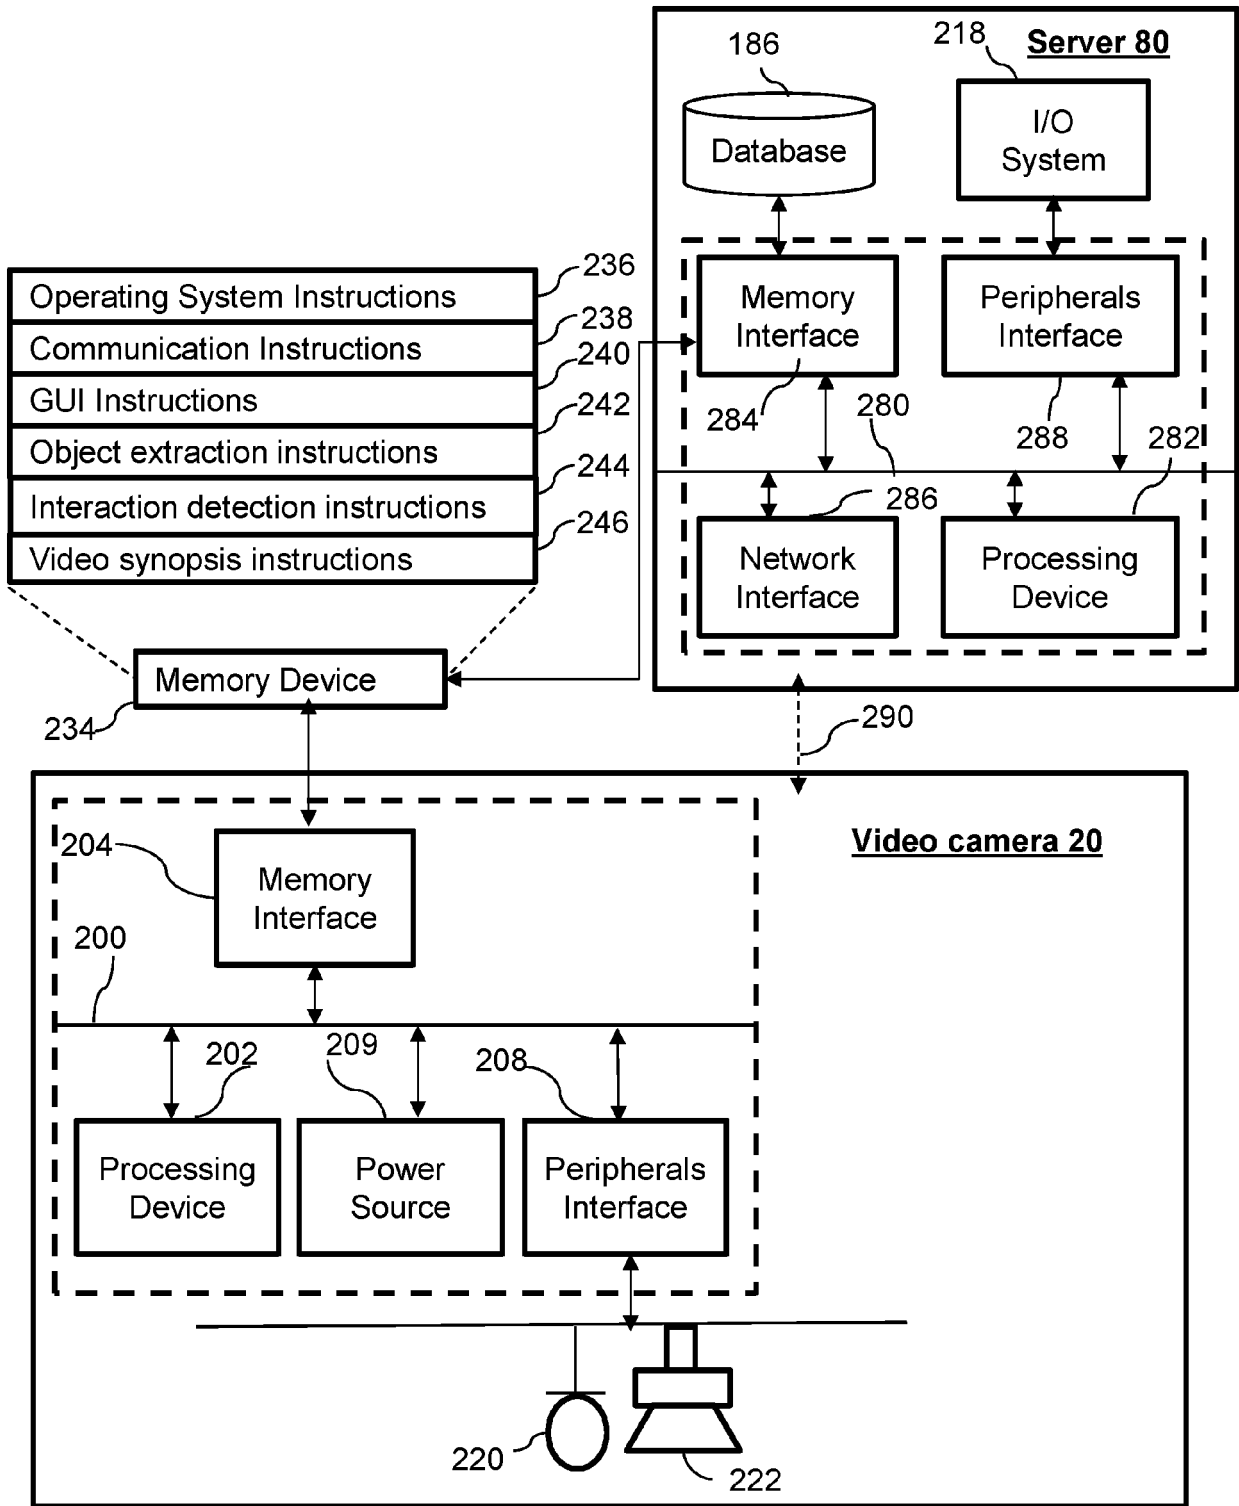 Server 80
186
218
Database
I/O
System
Memory
Interface
Peripherals
Interface
284
280
288
282
286
Network
Interface
Processing
Device
236
Operating System Instructions
238
Communication Instructions
240
GUI Instructions
242
Object extraction instructions
244
Interaction detection instructions
246
Video synopsis instructions
Memory Device
234
290
Video camera 20
204
Memory
Interface
200
202
209
208
Processing
Device
Power
Source
Peripherals
Interface
220
222